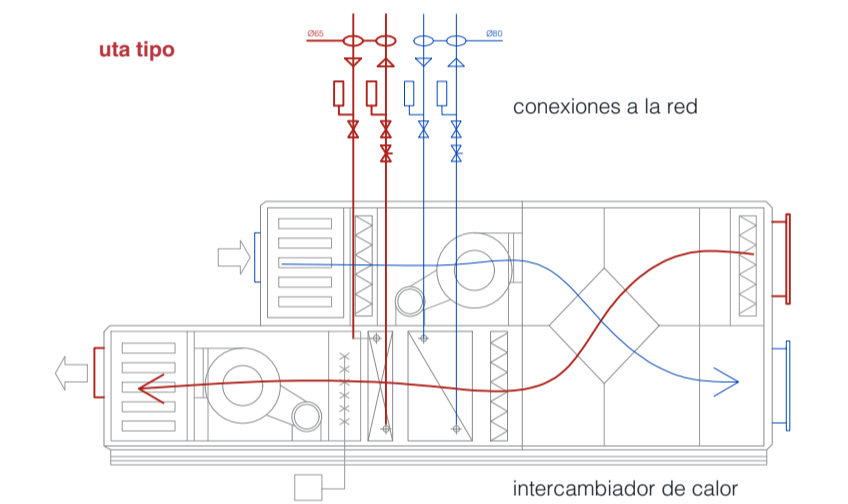 Ø65
Ø80
uta tipo
conexiones a la red
intercambiador de calor